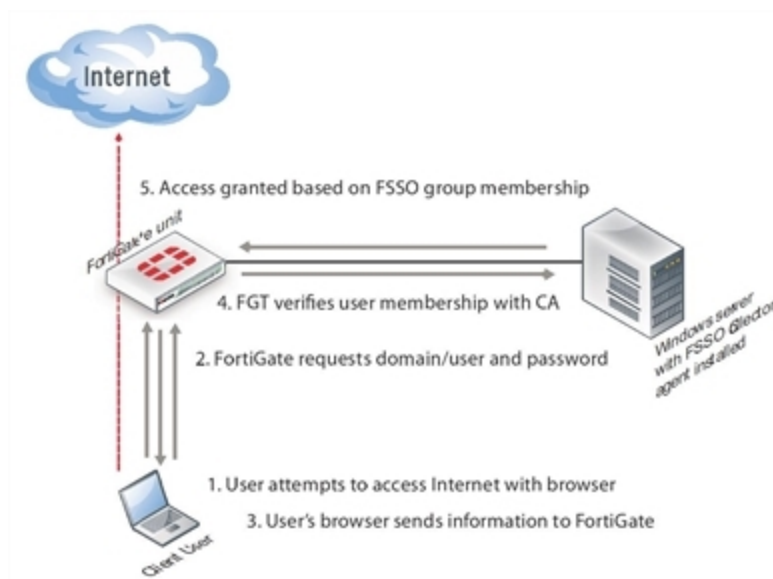 Internet
5. Access granted based on FSSO group membership
FortiGate unit
4. FGT verifies user membership with CA
Windows server
with FSSO Collector
agent installed
2. FortiGate requests domain/user and password
1. User attempts to access Internet with browser
3. User's browser sends information to FortiGate
Client User